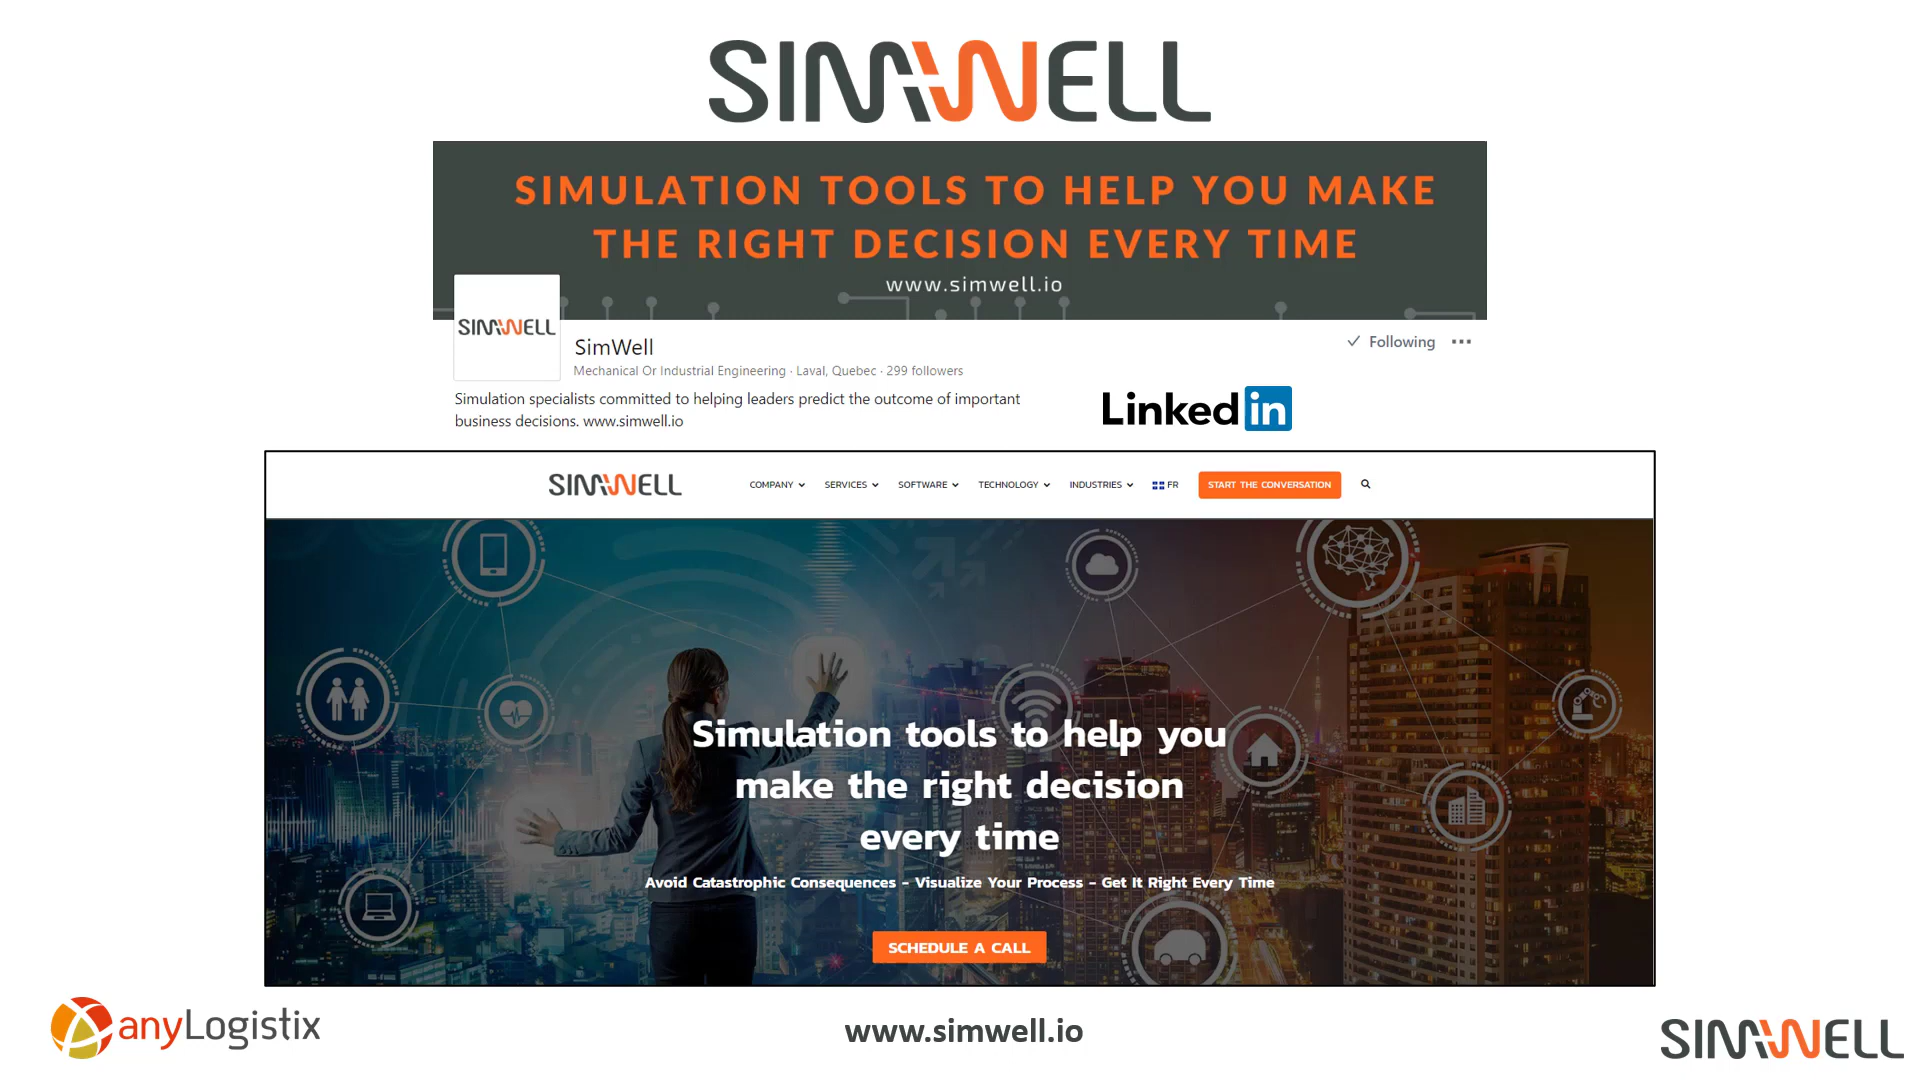 SIMWELL
SIMULATION TOOLS TO HELP YOU MAKE
THE RIGHT DECISION EVERY TIME
www.simwell.io
SIMWELL
SimWell
Following
Mechanical Or Industrial Engineering · Laval, Quebec · 299 followers
Simulation specialists committed to helping leaders predict the outcome of important
business decisions. www.simwell.io
Linked in
SIMWELL
COMPANY SERVICES SOFTWARE TECHNOLOGY INDUSTRIES FR START THE CONVERSATION
Simulation tools to help you
make the right decision
every time
Avoid Catastrophic Consequences – Visualize Your Process – Get It Right Every Time
SCHEDULE A CALL
anyLogistix
www.simwell.io
SIMWELL